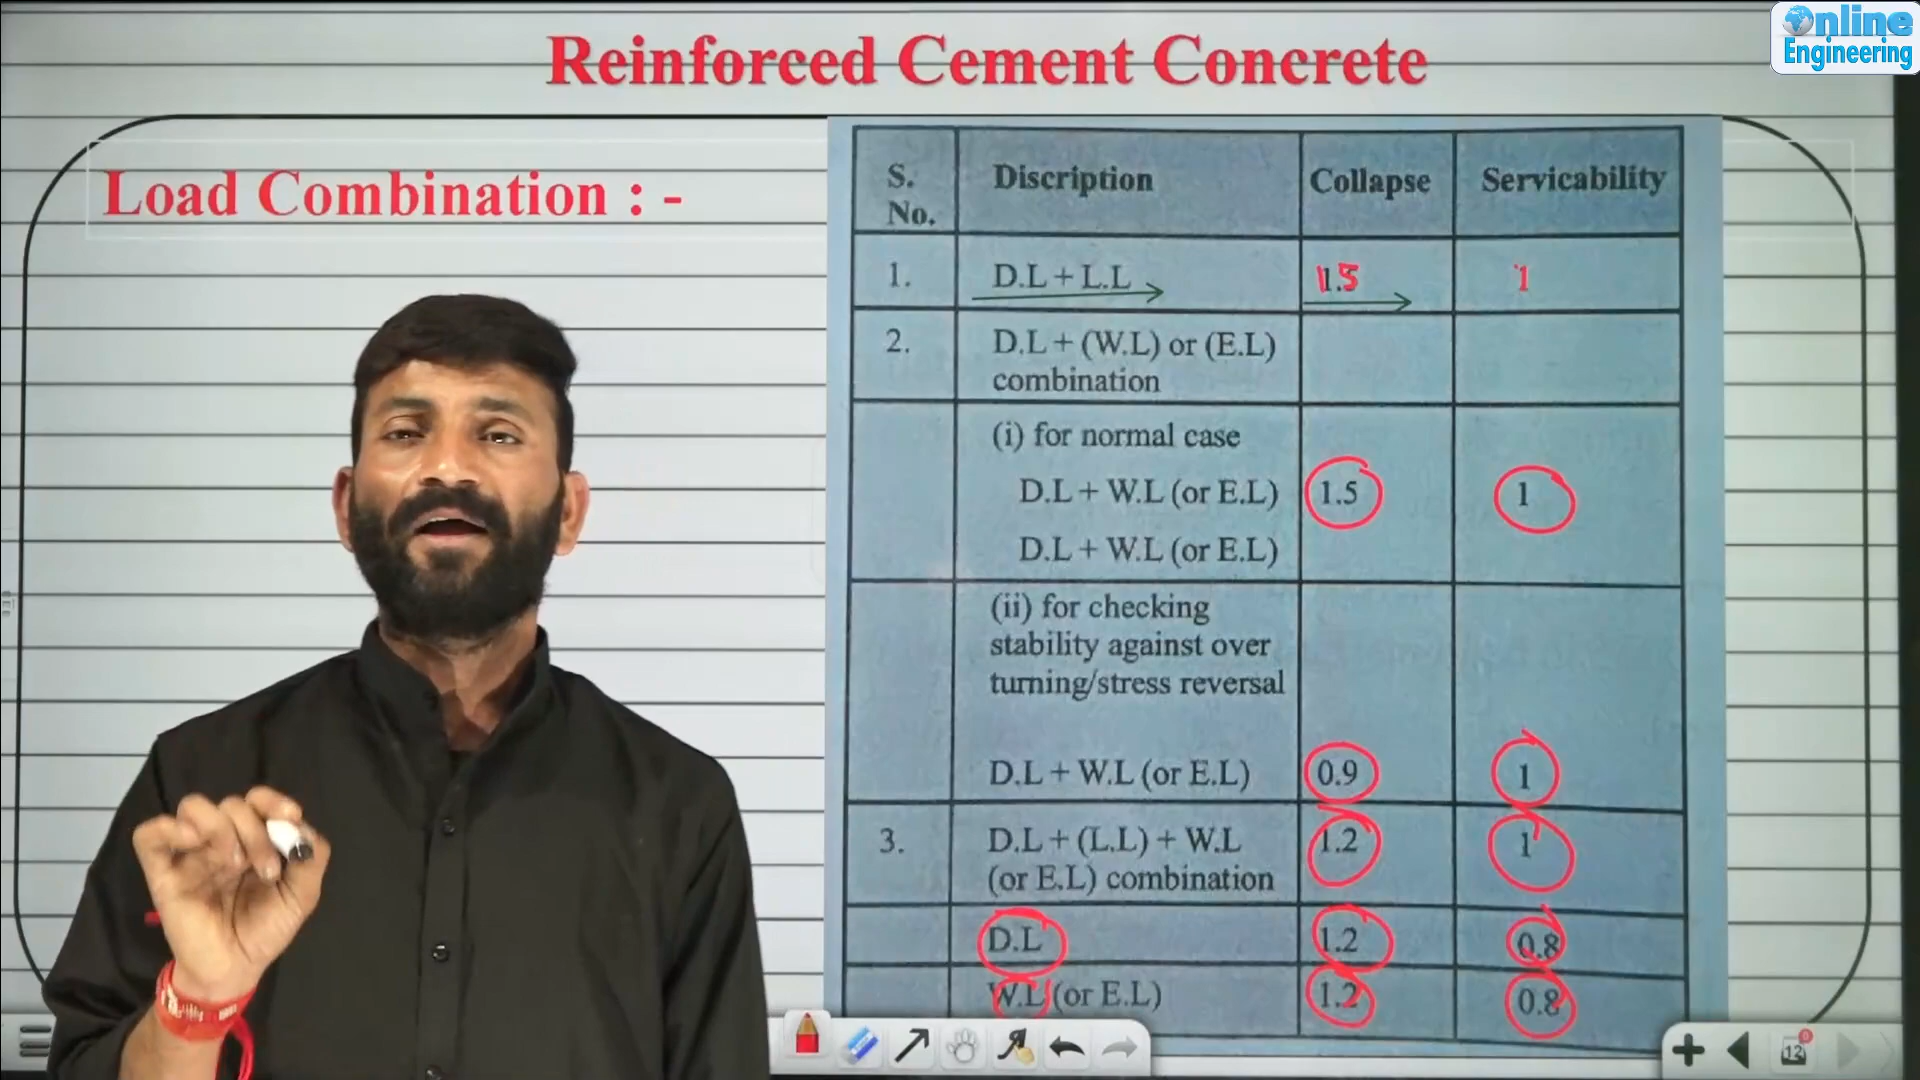 Online
Engineering
Reinforced Cement Concrete
Load Combination : -
S. No. Discription Collapse Servicability
1. D.L + L.L 1.5 1
2. D.L + (W.L) or (E.L)
combination
(i) for normal case
D.L + W.L (or E.L) 1.5 1
D.L + W.L (or E.L)
(ii) for checking
stability against over
turning/stress reversal
D.L + W.L (or E.L) 0.9 1
3. D.L + (L.L) + W.L 1.2 1
(or E.L) combination
D.L 1.2 0.8
W.L (or E.L) 1.2 0.8
12